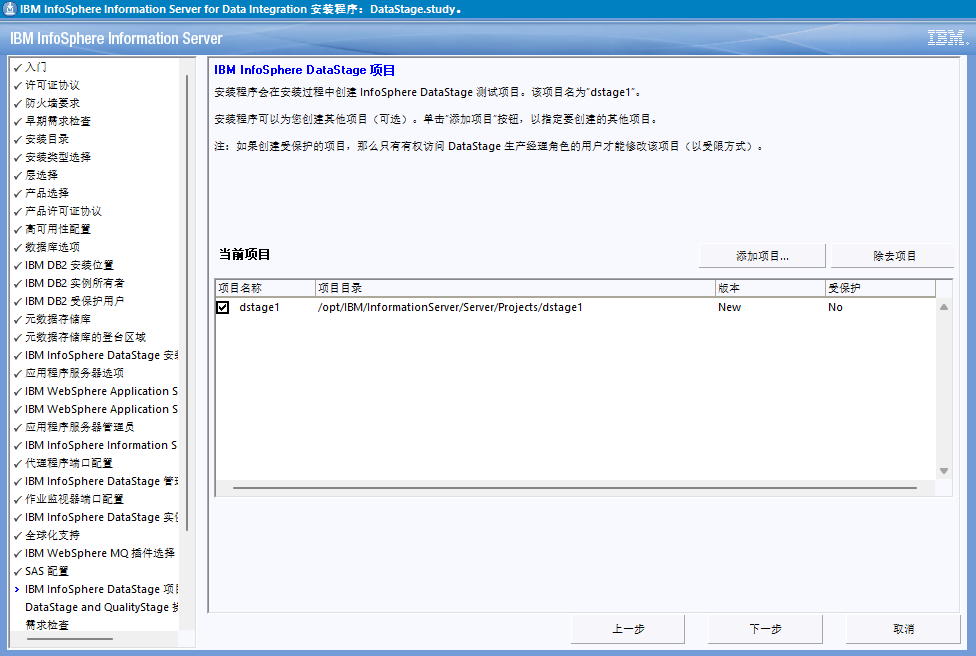 IBM InfoSphere Information Server for Data Integration 安装程序：DataStage.study。
IBM InfoSphere Information Server
IBM
入门
许可证协议
防火墙要求
早期需求检查
安装目录
安装类型选择
层选择
产品选择
产品许可证协议
高可用性配置
数据库选项
IBM DB2 安装位置
IBM DB2 实例所有者
IBM DB2 受保护用户
元数据存储库
元数据存储库的登台区域
IBM InfoSphere DataStage 安装
应用程序服务器选项
IBM WebSphere Application S
IBM WebSphere Application S
应用程序服务器管理员
IBM InfoSphere Information S
代理程序端口配置
IBM InfoSphere DataStage 管理
作业监视器端口配置
IBM InfoSphere DataStage 实例
全球化支持
IBM WebSphere MQ 插件选择
SAS 配置
IBM InfoSphere DataStage 项目
DataStage and QualityStage
需求检查
IBM InfoSphere DataStage 项目
安装程序会在安装过程中创建 InfoSphere DataStage 测试项目。该项目名为"dstage1"。
安装程序可以为您创建其他项目（可选）。单击"添加项目"按钮，以指定要创建的其他项目。
注：如果创建受保护的项目，那么只有有权访问 DataStage 生产经理角色的用户才能修改该项目（以受限方式）。
当前项目
添加项目... 除去项目
项目名称 项目目录 版本 受保护
dstage1 /opt/IBM/InformationServer/Server/Projects/dstage1 New No
上一步 下一步 取消